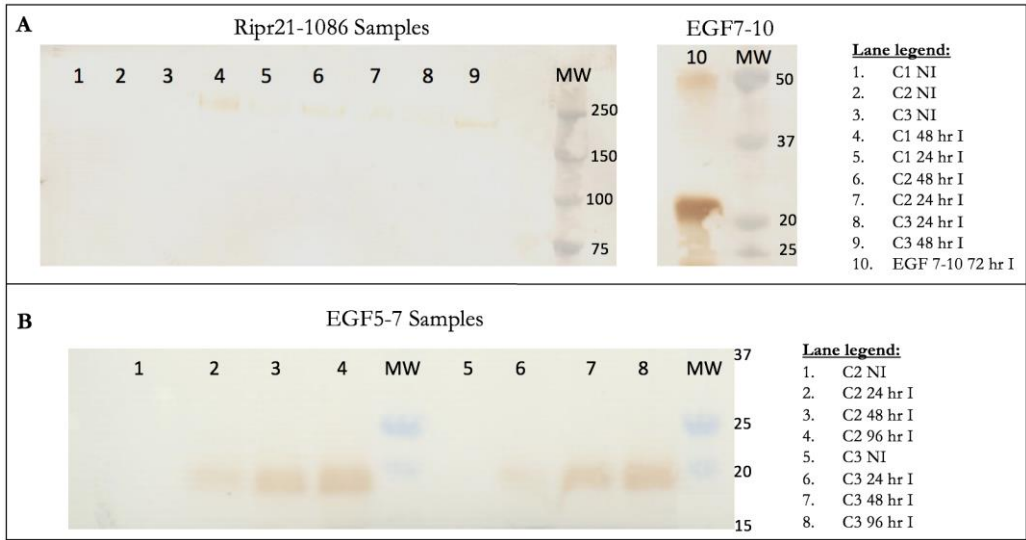 A
Ripr21-1086 Samples
EGF7-10
1 2 3 4 5 6 7 8 9 MW
10 MW
250
150
100
75
50
37
20
25
Lane legend:
1. C1 NI
2. C2 NI
3. C3 NI
4. C1 48 hr I
5. C1 24 hr I
6. C2 48 hr I
7. C2 24 hr I
8. C3 24 hr I
9. C3 48 hr I
10. EGF 7-10 72 hr I
B
EGF5-7 Samples
1 2 3 4 MW 5 6 7 8 MW
37
25
20
15
Lane legend:
1. C2 NI
2. C2 24 hr I
3. C2 48 hr I
4. C2 96 hr I
5. C3 NI
6. C3 24 hr I
7. C3 48 hr I
8. C3 96 hr I